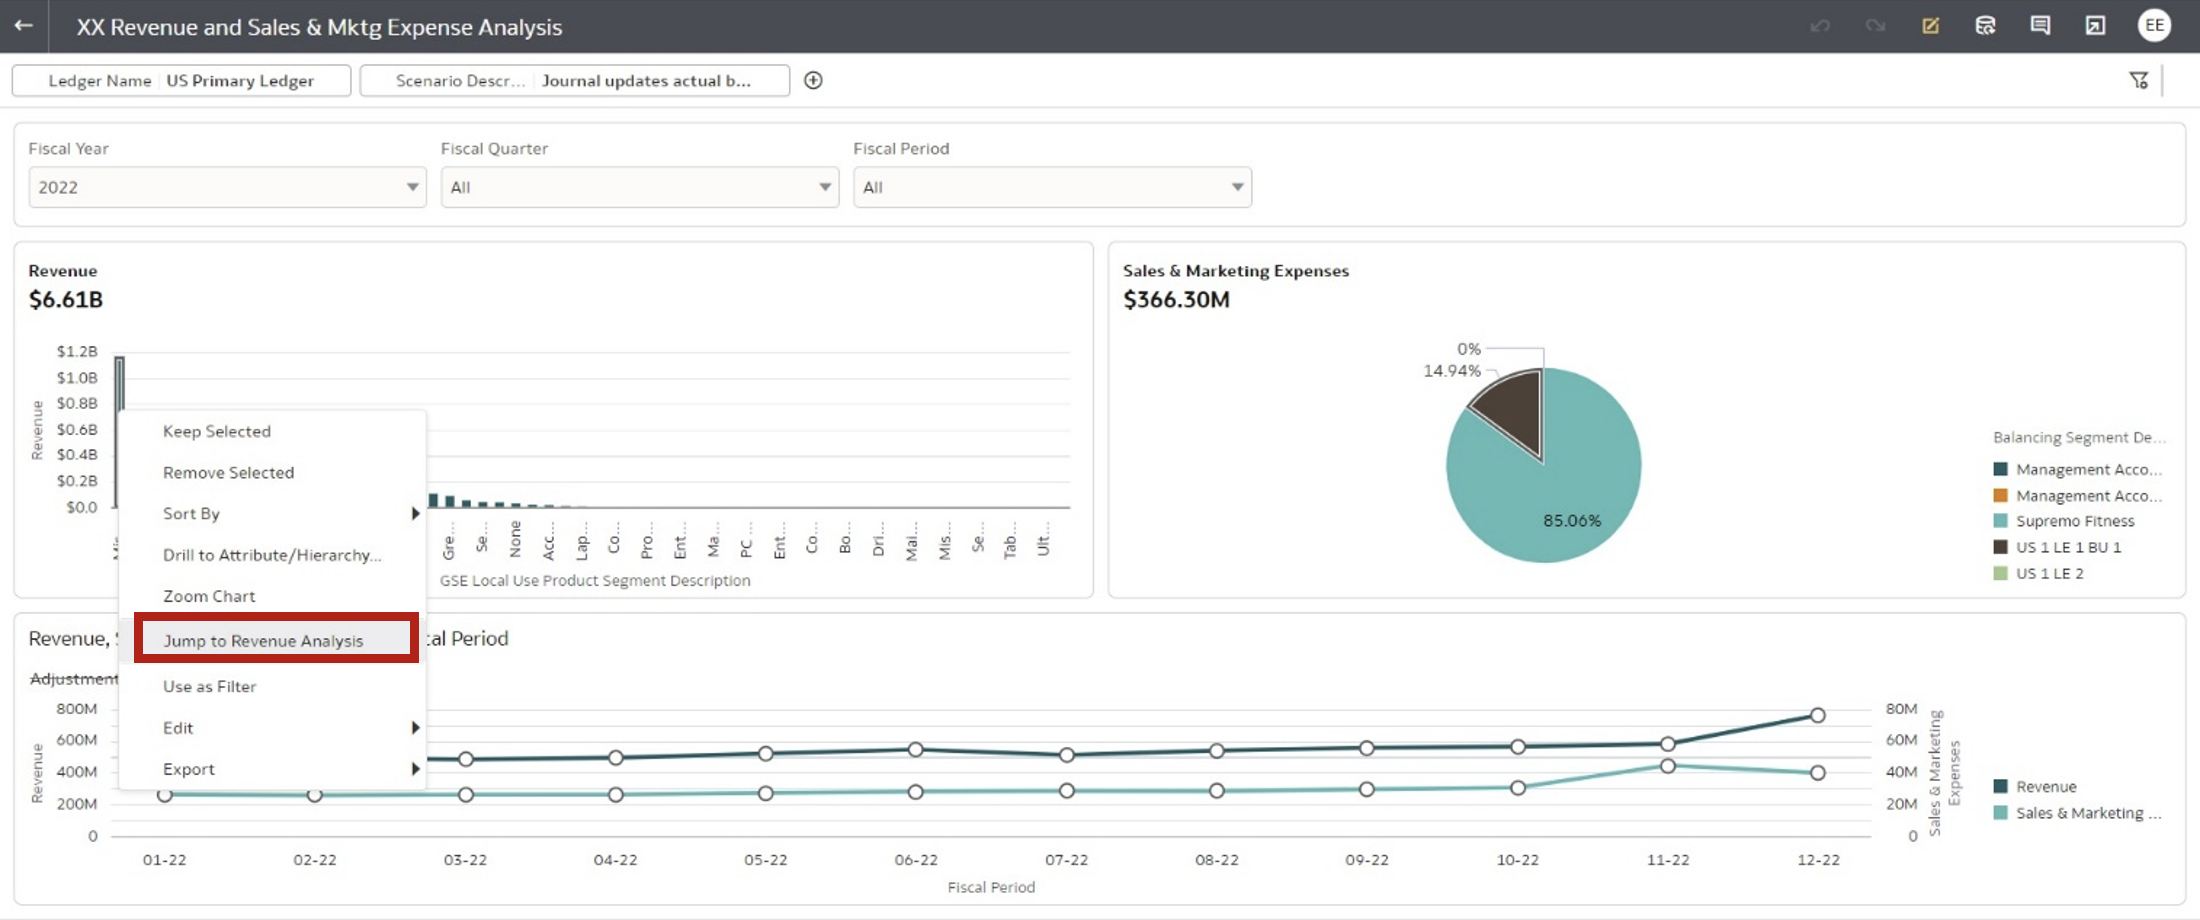 XX Revenue and Sales & Mktg Expense Analysis
EE
Ledger Name US Primary Ledger
Scenario Descr... Journal updates actual b...
Fiscal Year
Fiscal Quarter
Fiscal Period
2022
All
All
Revenue
$6.61B
$1.2B
$1.0B
$0.8B
$0.6B
$0.4B
$0.2B
$0.0
Revenue
Gre...
Se...
None
Acc...
Lap...
Co...
Pro...
Ent...
Ma...
PC ...
Ent...
Co...
Bo...
Dri...
Mai...
Mis...
Se...
Tab...
Ult...
GSE Local Use Product Segment Description
Keep Selected
Remove Selected
Sort By
Drill to Attribute/Hierarchy...
Zoom Chart
Jump to Revenue Analysis
Use as Filter
Edit
Export
Sales & Marketing Expenses
$366.30M
0%
14.94%
85.06%
Balancing Segment De...
Management Acco...
Management Acco...
Supremo Fitness
US 1 LE 1 BU 1
US 1 LE 2
Revenue,
cal Period
Adjustment
800M
600M
400M
200M
0
Revenue
80M
60M
40M
20M
0
Sales & Marketing
Expenses
01-22
02-22
03-22
04-22
05-22
06-22
07-22
08-22
09-22
10-22
11-22
12-22
Fiscal Period
Revenue
Sales & Marketing ...